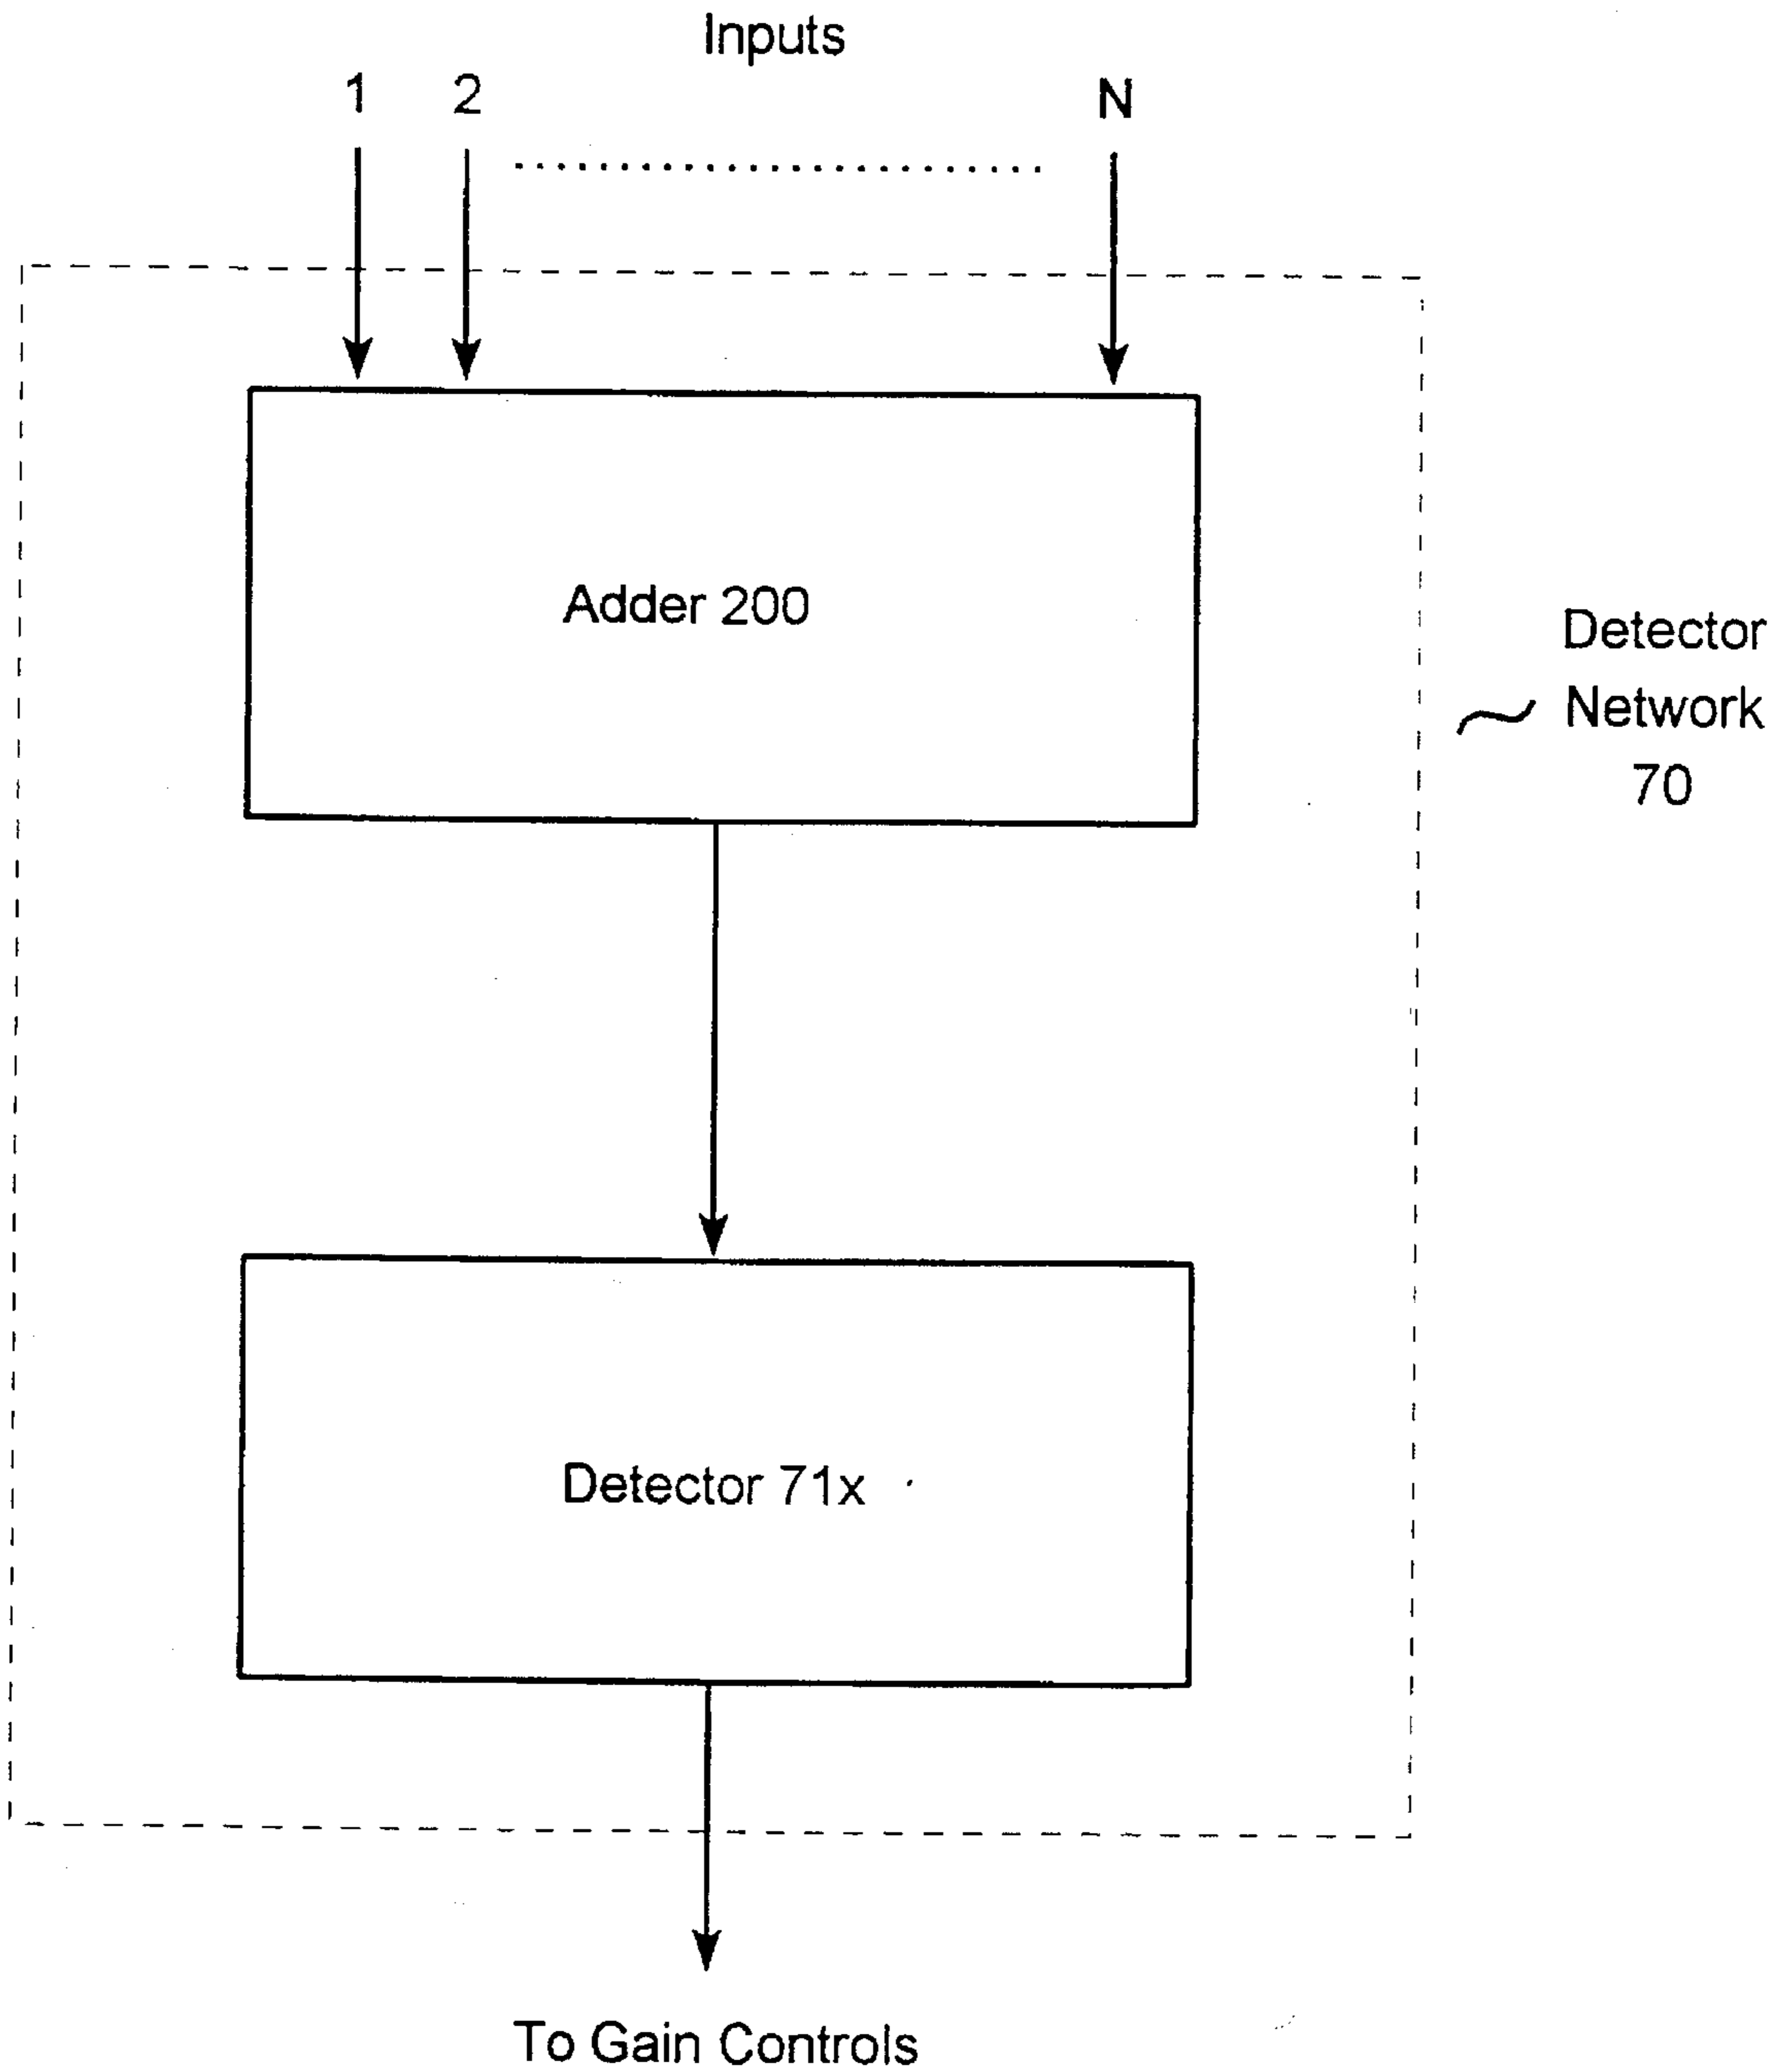 Inputs
1 2 N
Adder 200
Detector
Network
70
Detector 71x
To Gain Controls